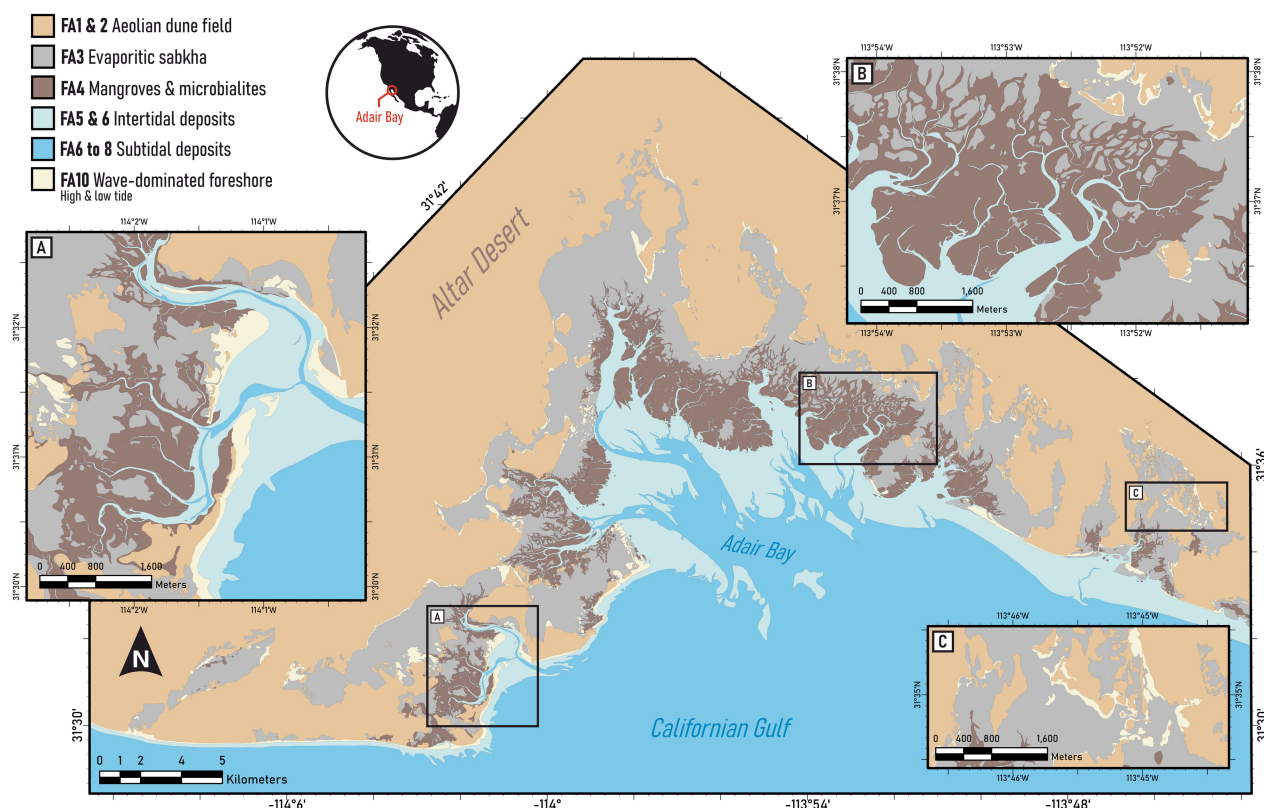 FA1 & 2 Aeolian dune field
FA3 Evaporitic sabkha
FA4 Mangroves & microbialites
FA5 & 6 Intertidal deposits
FA6 to 8 Subtidal deposits
FA10 Wave-dominated foreshore
High & low tide
Adair Bay
A
114°2'W
114°1'W
31°32'N
31°32'N
31°31'N
31°31'N
31°30'N
31°30'N
0 400 800 1,600
Meters
114°2'W
114°1'W
B
113°54'W
113°53'W
113°52'W
31°38'N
31°38'N
31°37'N
31°37'N
0 400 800 1,600
Meters
113°54'W
113°53'W
113°52'W
31°42'
Altar Desert
B
C
A
Adair Bay
Californian Gulf
31°36'
N
31°30'
31°30'
0 1 2 4 5
Kilometers
C
113°46'W
113°45'W
31°35'N
31°35'N
0 400 800 1,600
Meters
113°46'W
113°45'W
-114°6'
-114°
-113°54'
-113°48'